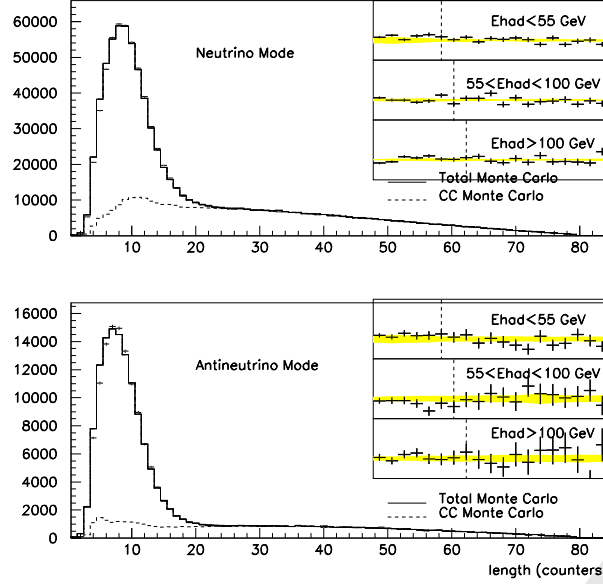 60000
50000
40000
30000
20000
10000
0
Neutrino Mode
Ehad<55 GeV
55<Ehad<100 GeV
Ehad>100 GeV
Total Monte Carlo
CC Monte Carlo
10 20 30 40 50 60 70 80
16000
14000
12000
10000
8000
6000
4000
2000
0
Antineutrino Mode
Ehad<55 GeV
55<Ehad<100 GeV
Ehad>100 GeV
Total Monte Carlo
CC Monte Carlo
10 20 30 40 50 60 70 80
length (counters